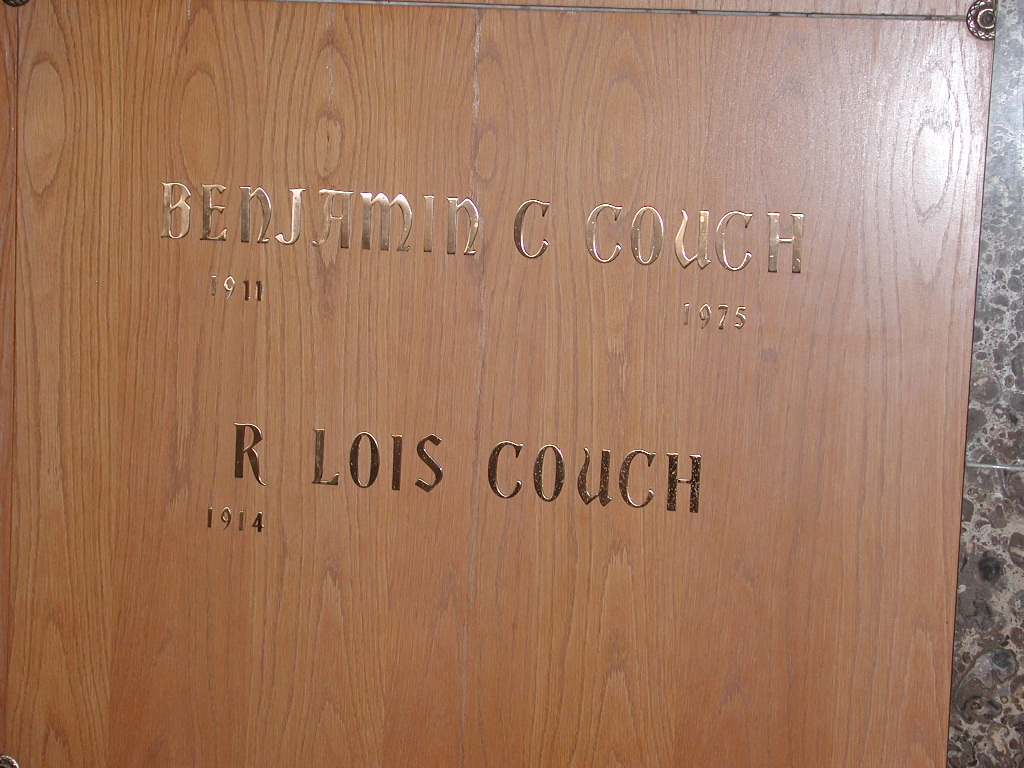 BENJAMIN C COUCH
1911 1975
R LOIS COUCH
1914